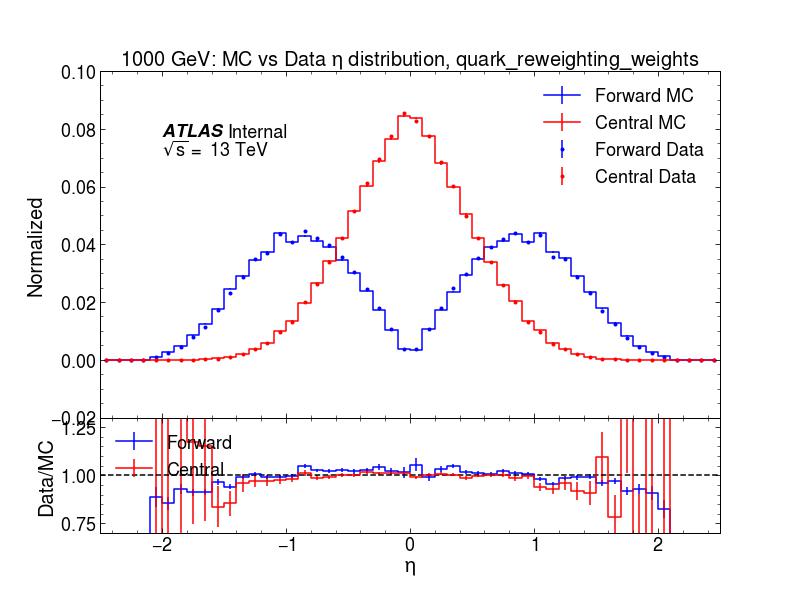 1000 GeV: MC vs Data η distribution, quark_reweighting_weights
0.10
0.08
0.06
0.04
0.02
0.00
−0.02
Normalized
ATLAS Internal
√s = 13 TeV
Forward MC
Central MC
Forward Data
Central Data
1.25
1.00
0.75
Data/MC
Forward
Central
−2
−1
0
1
2
η